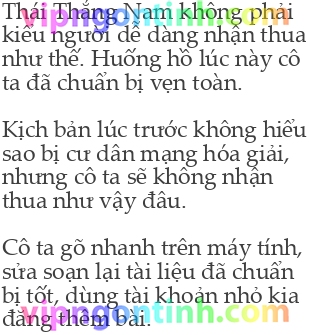 Thái Thắng Nam không phải
kiểu người dễ dàng nhận thua
như thế. Huống hồ lúc này cô
ta đã chuẩn bị vẹn toàn.
Kịch bản lúc trước không hiểu
sao bị cư dân mạng hóa giải,
nhưng cô ta sẽ không nhận
thua như vậy đâu.
Cô ta gõ nhanh trên máy tính,
sửa soạn lại tài liệu đã chuẩn
bị tốt, dùng tài khoản nhỏ kia
đăng thêm bài.
vipngontinh.com
vipngontinh.com